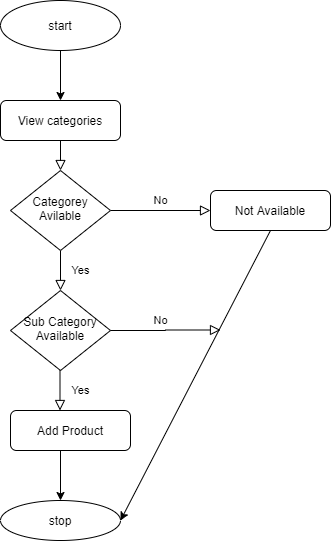 start
View categories
Categorey
Avilable
No
Not Available
Yes
Sub Category
Available
No
Yes
Add Product
stop